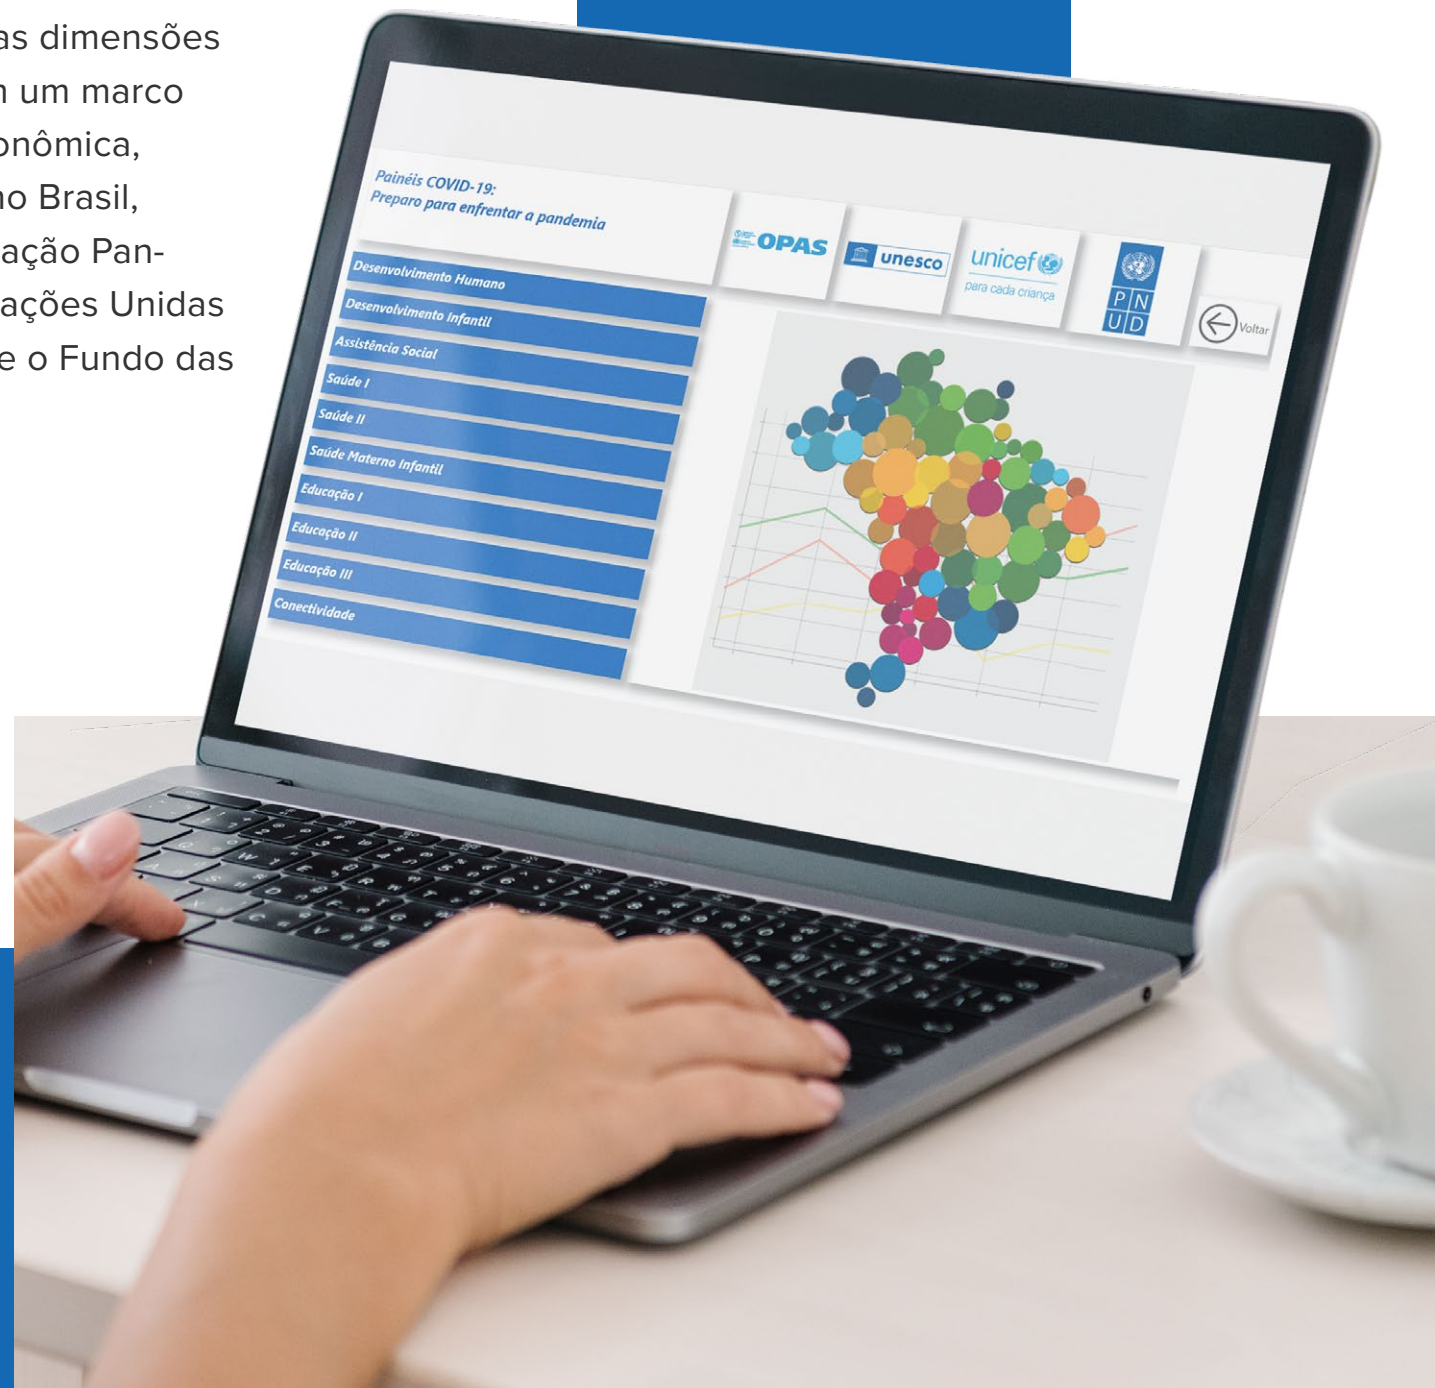 as dimensões
um marco
onômica,
no Brasil,
ação Pan-
ações Unidas
e o Fundo das
Painéis COVID-19:
Preparo para enfrentar a pandemia
OPAS
unesco
unicef
para cada criança
PN
UD
Voltar
Desenvolvimento Humano
Desenvolvimento Infantil
Assistência Social
Saúde I
Saúde II
Saúde Materno Infantil
Educação I
Educação II
Educação III
Conectividade